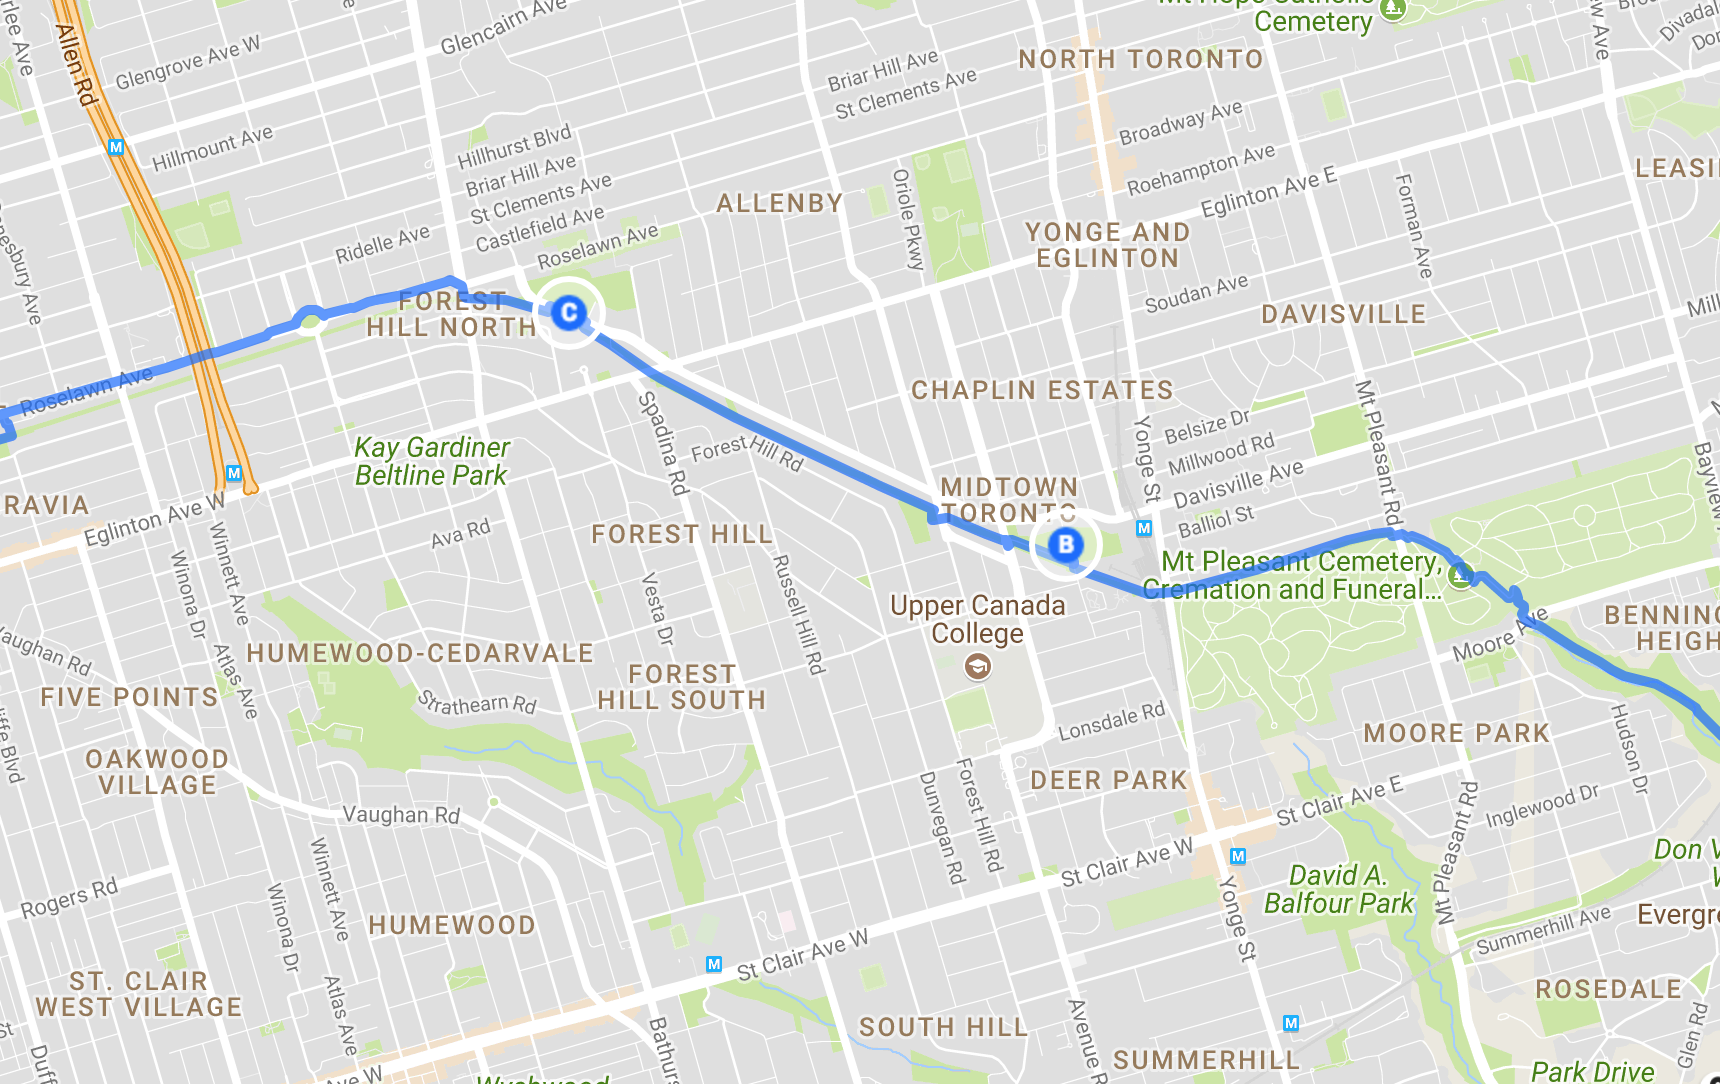 Mt Hope Catholic
Cemetery
Glencairn Ave
Glengrove Ave W
Allen Rd
NORTH TORONTO
Briar Hill Ave
St Clements Ave
Broadway Ave
Hillmount Ave
Hillhurst Blvd
Briar Hill Ave
St Clements Ave
Castlefield Ave
Roselawn Ave
Ridelle Ave
ALLENBY
Oriole Pkwy
Roehampton Ave
Eglinton Ave E
Forman Ave
YONGE AND
EGLINTON
Soudan Ave
DAVISVILLE
FOREST
HILL NORTH
C
Roselawn Ave
CHAPLIN ESTATES
Mt Pleasant Rd
Belsize Dr
Millwood Rd
Davisville Ave
Balliol St
Yonge St
Spadina Rd
Forest Hill Rd
Kay Gardiner
Beltline Park
Eglinton Ave W
MIDTOWN
TORONTO
B
Ava Rd
FOREST HILL
Mt Pleasant Cemetery,
Cremation and Funeral...
Moore Ave
Winnett Ave
Winona Dr
Atlas Ave
Vesta Dr
Russell Hill Rd
Upper Canada
College
HUMEWOOD-CEDARVALE
FOREST
HILL SOUTH
Strathearn Rd
FIVE POINTS
Lonsdale Rd
MOORE PARK
Hudson Dr
OAKWOOD
VILLAGE
DEER PARK
Vaughan Rd
Dunvegan Rd
Forest Hill Rd
St Clair Ave E
Inglewood Dr
St Clair Ave W
Mt Pleasant Rd
David A.
Balfour Park
Rogers Rd
Winnett Ave
Winona Dr
HUMEWOOD
Yonge St
Summerhill Ave
St Clair Ave W
ST. CLAIR
WEST VILLAGE
Atlas Ave
ROSEDALE
Glen Rd
SOUTH HILL
SUMMERHILL
Park Drive